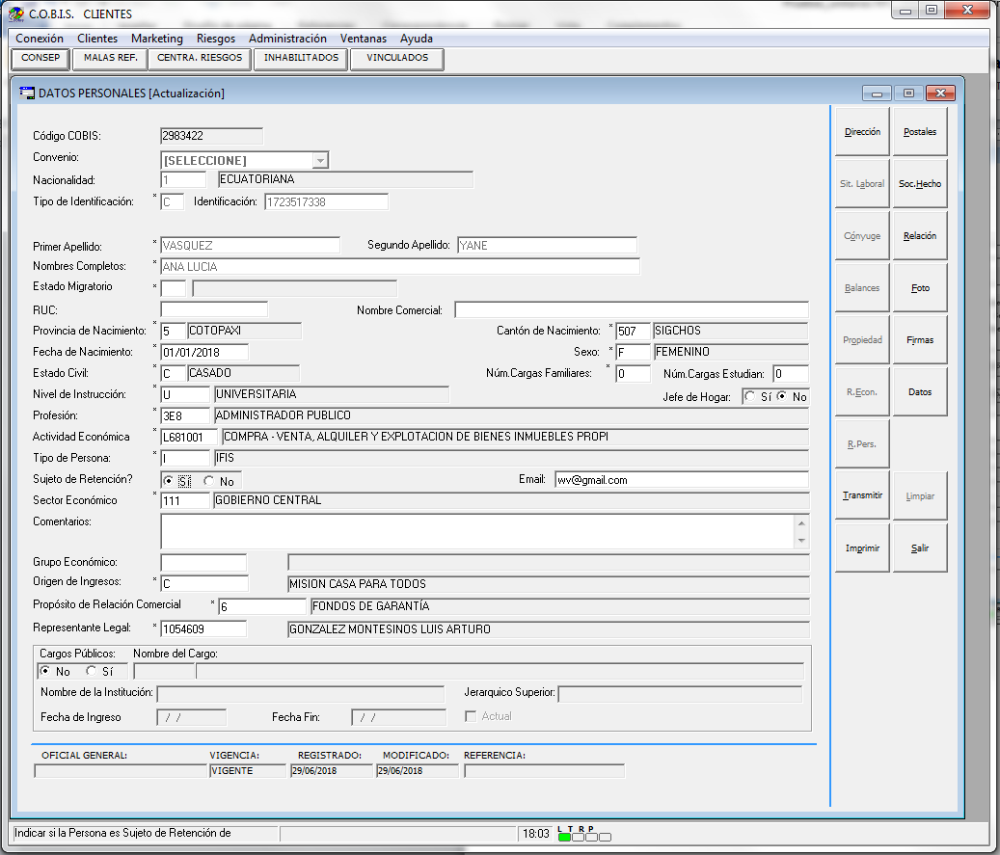 C.O.B.I.S. CLIENTES
Conexión Clientes Marketing Riesgos Administración Ventanas Ayuda
CONSEP MALAS REF. CENTRA. RIESGOS INHABILITADOS VINCULADOS
DATOS PERSONALES [Actualización]
Código COBIS: 2983422
Convenio: [SELECCIONE]
Nacionalidad: 1 ECUATORIANA
Tipo de Identificación: * C Identificación: 1723517338
Primer Apellido: * VASQUEZ Segundo Apellido: YANE
Nombres Completos: * ANA LUCIA
Estado Migratorio *
RUC: Nombre Comercial:
Provincia de Nacimiento: * 5 COTOPAXI Cantón de Nacimiento: * 507 SIGCHOS
Fecha de Nacimiento: * 01/01/2018 Sexo: * F FEMENINO
Estado Civil: * C CASADO Núm.Cargas Familiares: * 0 Núm.Cargas Estudian: 0
Nivel de Instrucción: * U UNIVERSITARIA Jefe de Hogar: Sí No
Profesión: * 3E8 ADMINISTRADOR PUBLICO
Actividad Económica * L681001 COMPRA - VENTA, ALQUILER Y EXPLOTACION DE BIENES INMUEBLES PROPI
Tipo de Persona: * I IFIS
Sujeto de Retención? Sí No Email: wv@gmail.com
Sector Económico * 111 GOBIERNO CENTRAL
Comentarios:
Grupo Económico:
Origen de Ingresos: * C MISION CASA PARA TODOS
Propósito de Relación Comercial * 6 FONDOS DE GARANTÍA
Representante Legal: * 1054609 GONZALEZ MONTESINOS LUIS ARTURO
Cargos Públicos: Nombre del Cargo:
No Sí
Nombre de la Institución: Jerarquico Superior:
Fecha de Ingreso / / Fecha Fin: / / Actual
OFICIAL GENERAL: VIGENCIA: REGISTRADO: MODIFICADO: REFERENCIA:
VIGENTE 29/06/2018 29/06/2018
Dirección Postales
Sit. Laboral Soc.Hecho
Cónyuge Relación
Balances Foto
Propiedad Firmas
R.Econ. Datos
R.Pers.
Transmitir Limpiar
Imprimir Salir
Indicar si la Persona es Sujeto de Retención de 18:03 L T R P